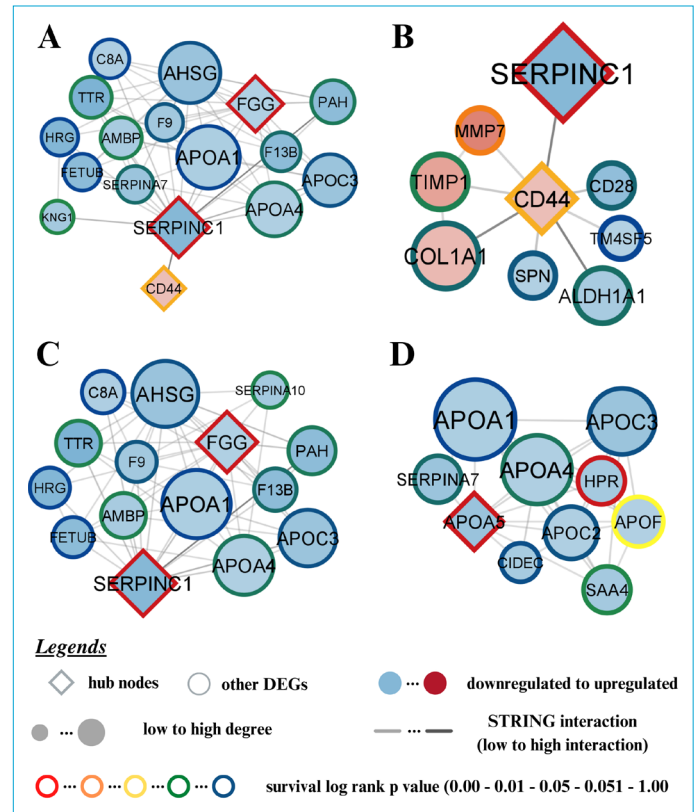 A
C8A
AHSG
TTR
FGG
PAH
F9
HRG
AMBP
F13B
APOA1
FETUB
SERPINA7
APOC3
KNG1
APOA4
SERPINC1
CD44
B
SERPINC1
MMP7
TIMP1
CD44
CD28
TM4SF5
COL1A1
SPN
ALDH1A1
C
C8A
AHSG
SERPINA10
TTR
FGG
PAH
F9
HRG
F13B
APOA1
AMBP
FETUB
APOC3
APOA4
SERPINC1
D
APOA1
APOC3
APOA4
SERPINA7
HPR
APOA5
APOC2
APOF
CIDEC
SAA4
Legends
hub nodes
other DEGs
downregulated to upregulated
low to high degree
STRING interaction
(low to high interaction)
survival log rank p value (0.00 - 0.01 - 0.05 - 0.051 - 1.00